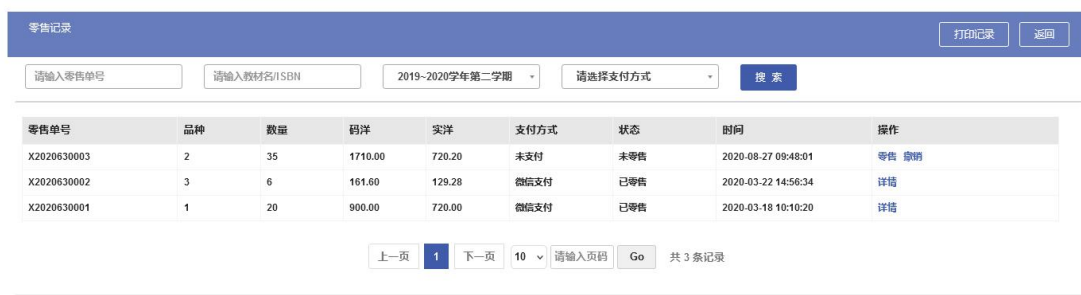 零售记录 打印记录 返回
请输入零售单号 请输入教材名/ISBN 2019~2020学年第二学期 请选择支付方式 搜 索
零售单号 品种 数量 码洋 实洋 支付方式 状态 时间 操作
X2020630003 2 35 1710.00 720.20 未支付 未零售 2020-08-27 09:48:01 零售 撤销
X2020630002 3 6 161.60 129.28 微信支付 已零售 2020-03-22 14:56:34 详情
X2020630001 1 20 900.00 720.00 微信支付 已零售 2020-03-18 10:10:20 详情
上一页 1 下一页 10 请输入页码 Go 共 3 条记录